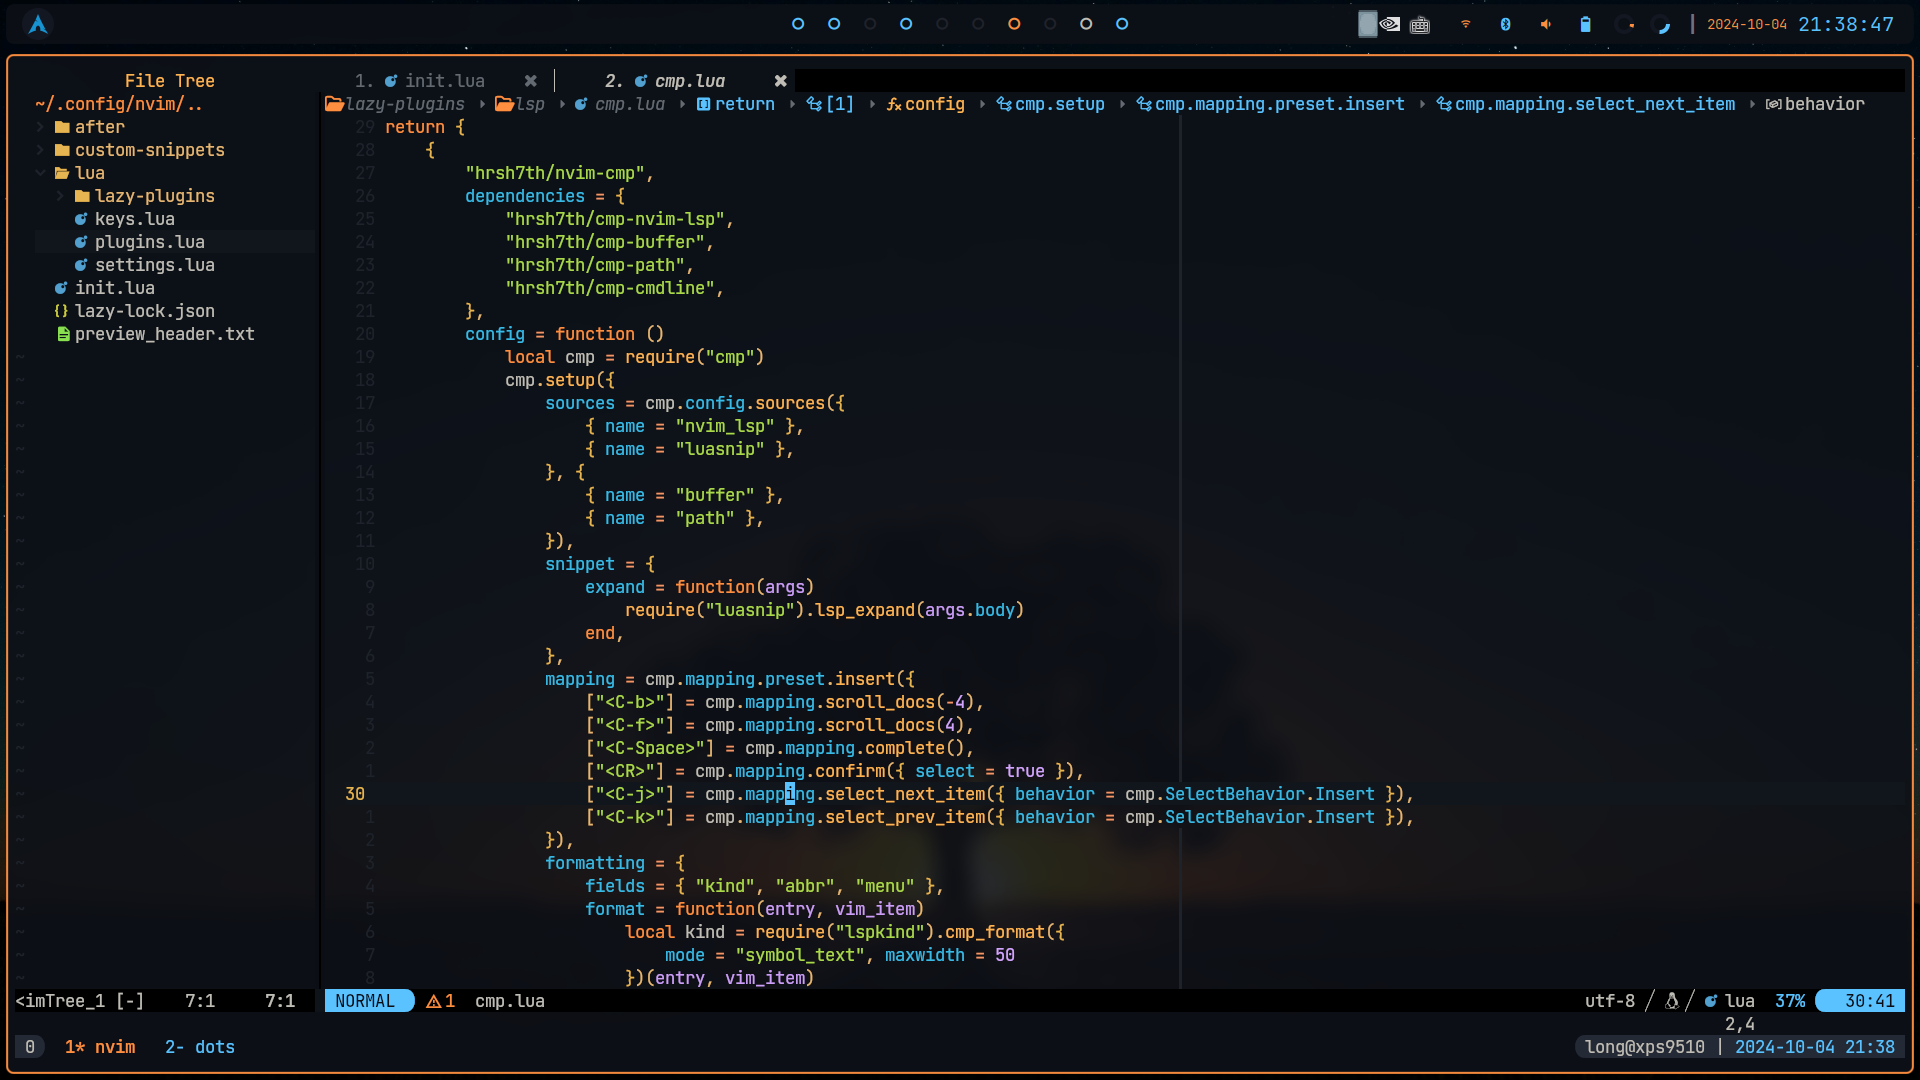 2024-10-04 21:38:47
File Tree
~/.config/nvim/..
after
custom-snippets
lua
lazy-plugins
keys.lua
plugins.lua
settings.lua
init.lua
lazy-lock.json
preview_header.txt
1. init.lua ✖ 2. cmp.lua ✖
lazy-plugins › lsp › cmp.lua › return › [1] › config › cmp.setup › cmp.mapping.preset.insert › cmp.mapping.select_next_item › behavior
29 return {
28 {
27 "hrsh7th/nvim-cmp",
26 dependencies = {
25 "hrsh7th/cmp-nvim-lsp",
24 "hrsh7th/cmp-buffer",
23 "hrsh7th/cmp-path",
22 "hrsh7th/cmp-cmdline",
21 },
20 config = function ()
19 local cmp = require("cmp")
18 cmp.setup({
17 sources = cmp.config.sources({
16 { name = "nvim_lsp" },
15 { name = "luasnip" },
14 }, {
13 { name = "buffer" },
12 { name = "path" },
11 }),
10 snippet = {
9 expand = function(args)
8 require("luasnip").lsp_expand(args.body)
7 end,
6 },
5 mapping = cmp.mapping.preset.insert({
4 ["<C-b>"] = cmp.mapping.scroll_docs(-4),
3 ["<C-f>"] = cmp.mapping.scroll_docs(4),
2 ["<C-Space>"] = cmp.mapping.complete(),
1 ["<CR>"] = cmp.mapping.confirm({ select = true }),
30 ["<C-j>"] = cmp.mapping.select_next_item({ behavior = cmp.SelectBehavior.Insert }),
1 ["<C-k>"] = cmp.mapping.select_prev_item({ behavior = cmp.SelectBehavior.Insert }),
2 }),
3 formatting = {
4 fields = { "kind", "abbr", "menu" },
5 format = function(entry, vim_item)
6 local kind = require("lspkind").cmp_format({
7 mode = "symbol_text", maxwidth = 50
8 })(entry, vim_item)
<imTree_1 [-] 7:1 7:1 NORMAL 1 cmp.lua utf-8 / / lua 37% 30:41
2,4
0 1* nvim 2- dots long@xps9510 | 2024-10-04 21:38